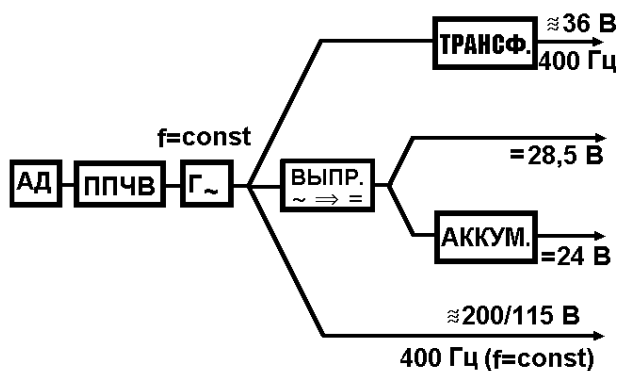 ≈36 В
ТРАНСФ.
400 Гц
f=const
=28,5 В
АД
ППЧВ
Г~
ВЫПР.
~ ⇒ =
АККУМ.
=24 В
≈200/115 В
400 Гц (f=const)